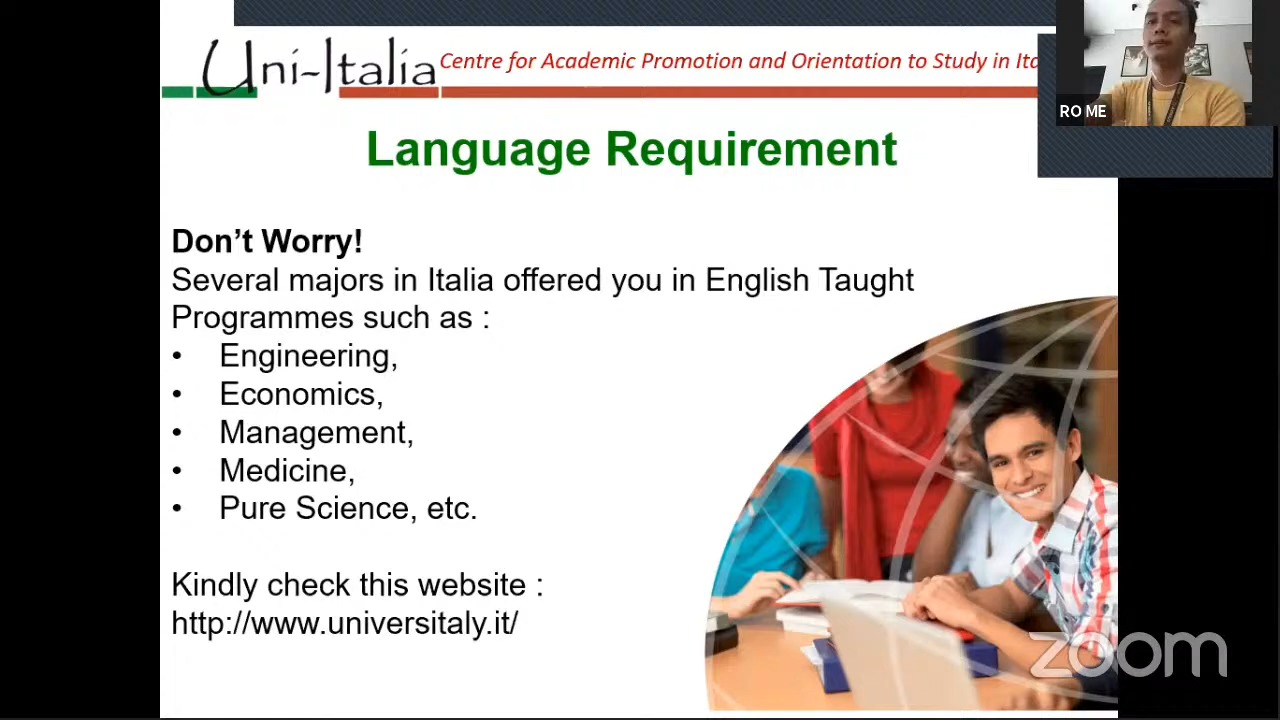 Uni-Italia
Centre for Academic Promotion and Orientation to Study in Ita
RO ME
Language Requirement
Don't Worry!
Several majors in Italia offered you in English Taught
Programmes such as :
• Engineering,
• Economics,
• Management,
• Medicine,
• Pure Science, etc.
Kindly check this website :
http://www.universitaly.it/
zoom